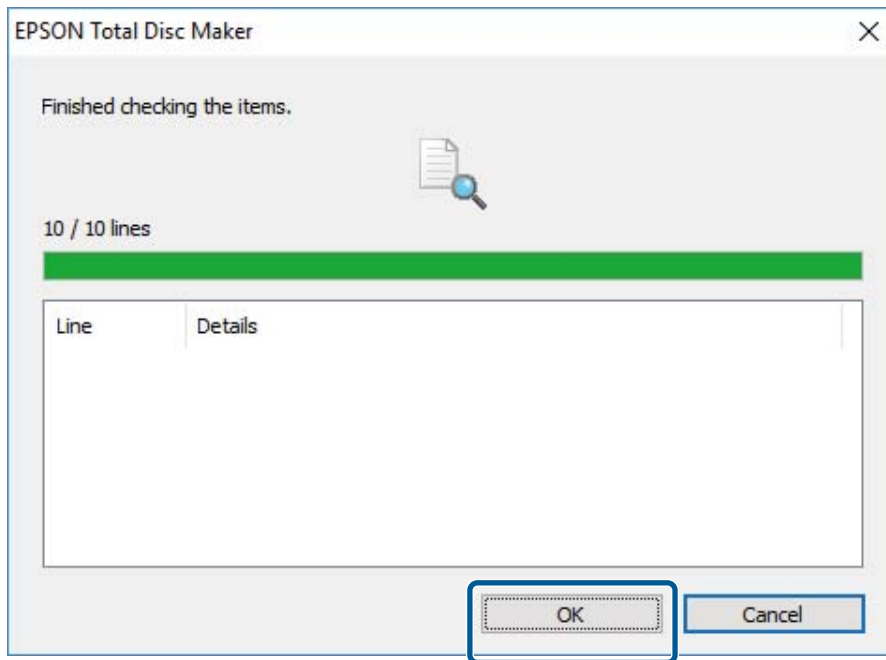 EPSON Total Disc Maker
Finished checking the items.
10 / 10 lines
Line Details
OK Cancel